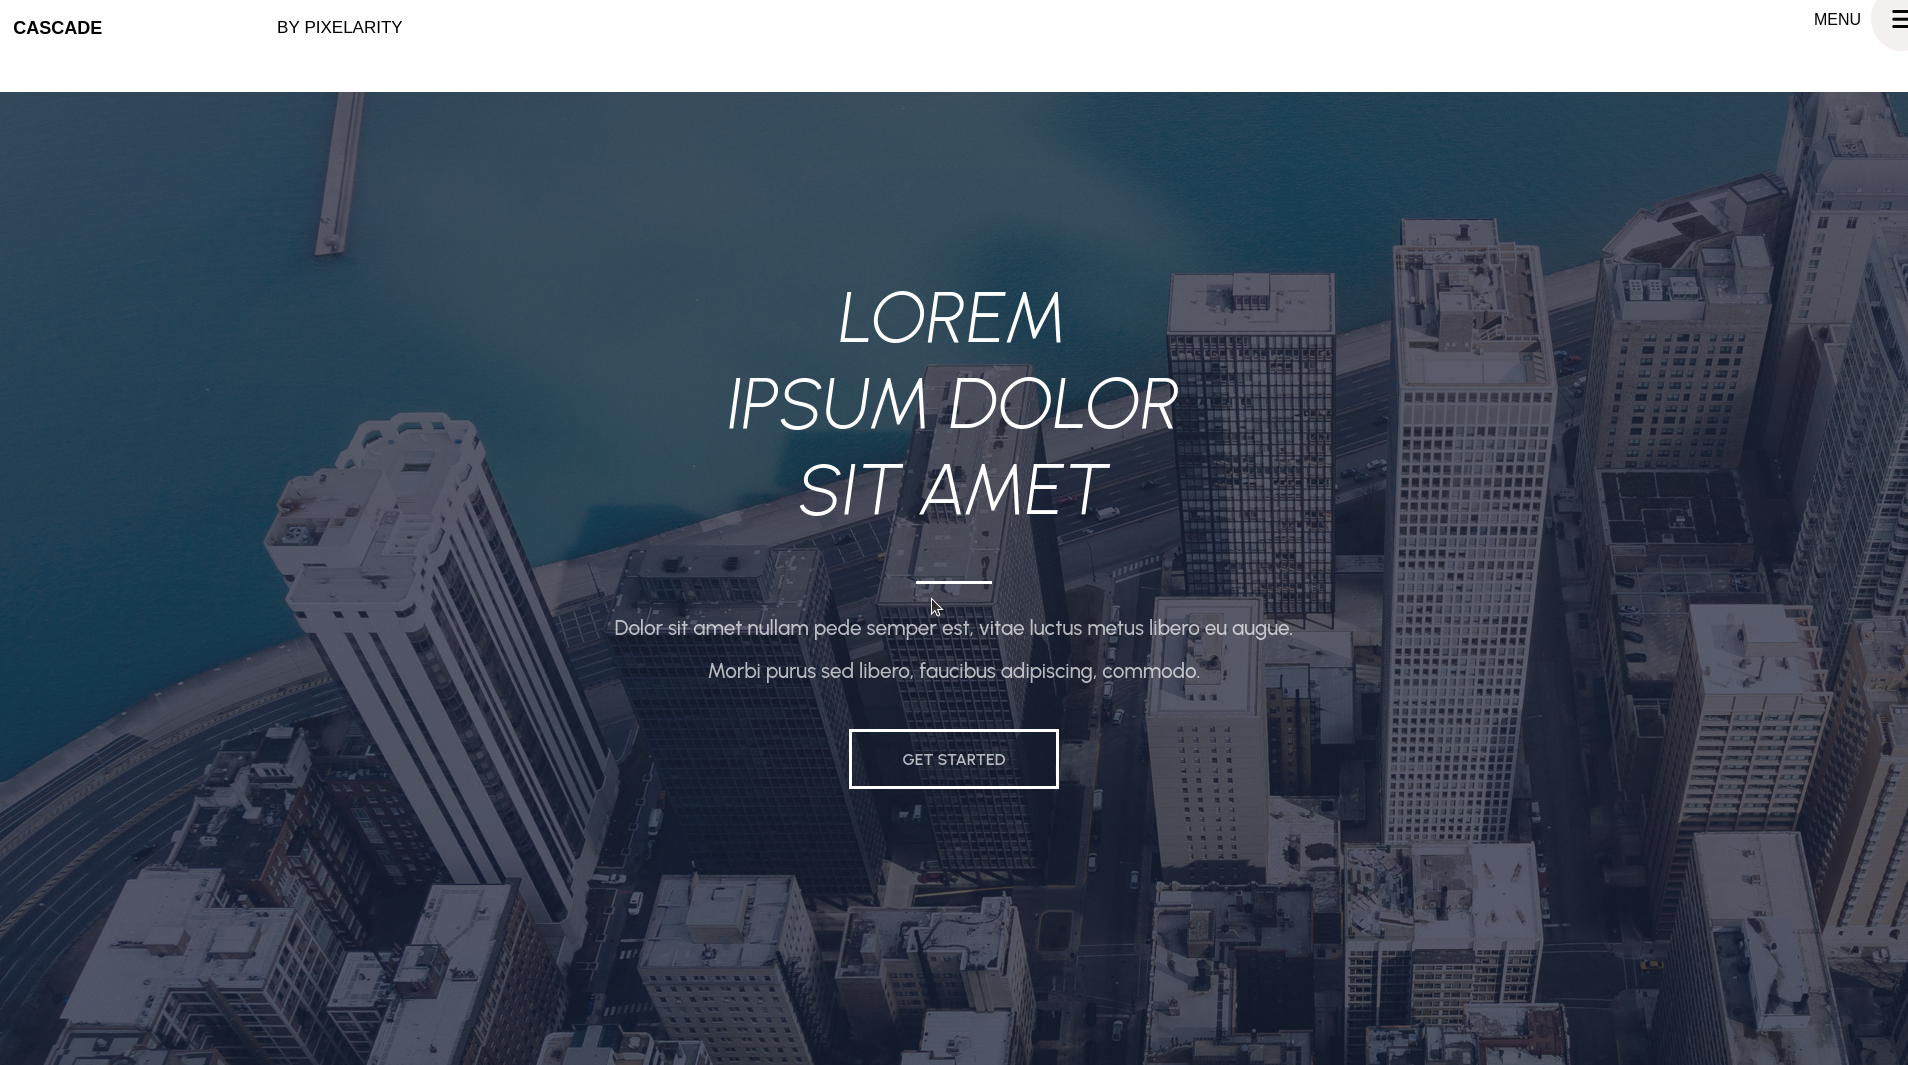 CASCADE BY PIXELARITY MENU
LOREM
IPSUM DOLOR
SIT AMET
Dolor sit amet nullam pede semper est, vitae luctus metus libero eu augue.
Morbi purus sed libero, faucibus adipiscing, commodo.
GET STARTED